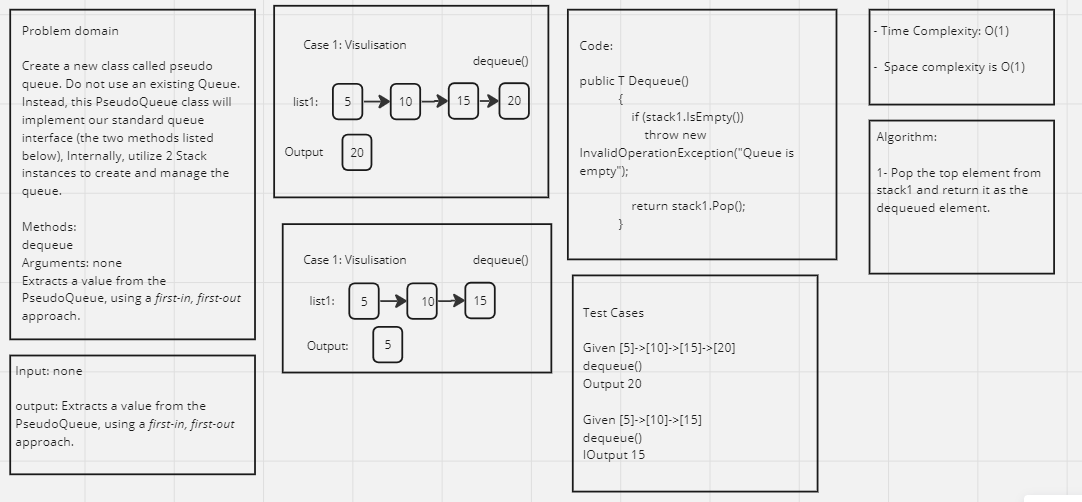 Problem domain
Create a new class called pseudo
queue. Do not use an existing Queue.
Instead, this PseudoQueue class will
implement our standard queue
interface (the two methods listed
below), Internally, utilize 2 Stack
instances to create and manage the
queue.
Methods:
dequeue
Arguments: none
Extracts a value from the
PseudoQueue, using a first-in, first-out
approach.
Input: none
output: Extracts a value from the
PseudoQueue, using a first-in, first-out
approach.
Case 1: Visulisation
dequeue()
list1: 5 10 15 20
Output 20
Case 1: Visulisation dequeue()
list1: 5 10 15
Output: 5
Code:
public T Dequeue()
{
if (stack1.IsEmpty())
throw new
InvalidOperationException("Queue is
empty");
return stack1.Pop();
}
Test Cases
Given [5]->[10]->[15]->[20]
dequeue()
Output 20
Given [5]->[10]->[15]
dequeue()
lOutput 15
- Time Complexity: O(1)
- Space complexity is O(1)
Algorithm:
1- Pop the top element from
stack1 and return it as the
dequeued element.